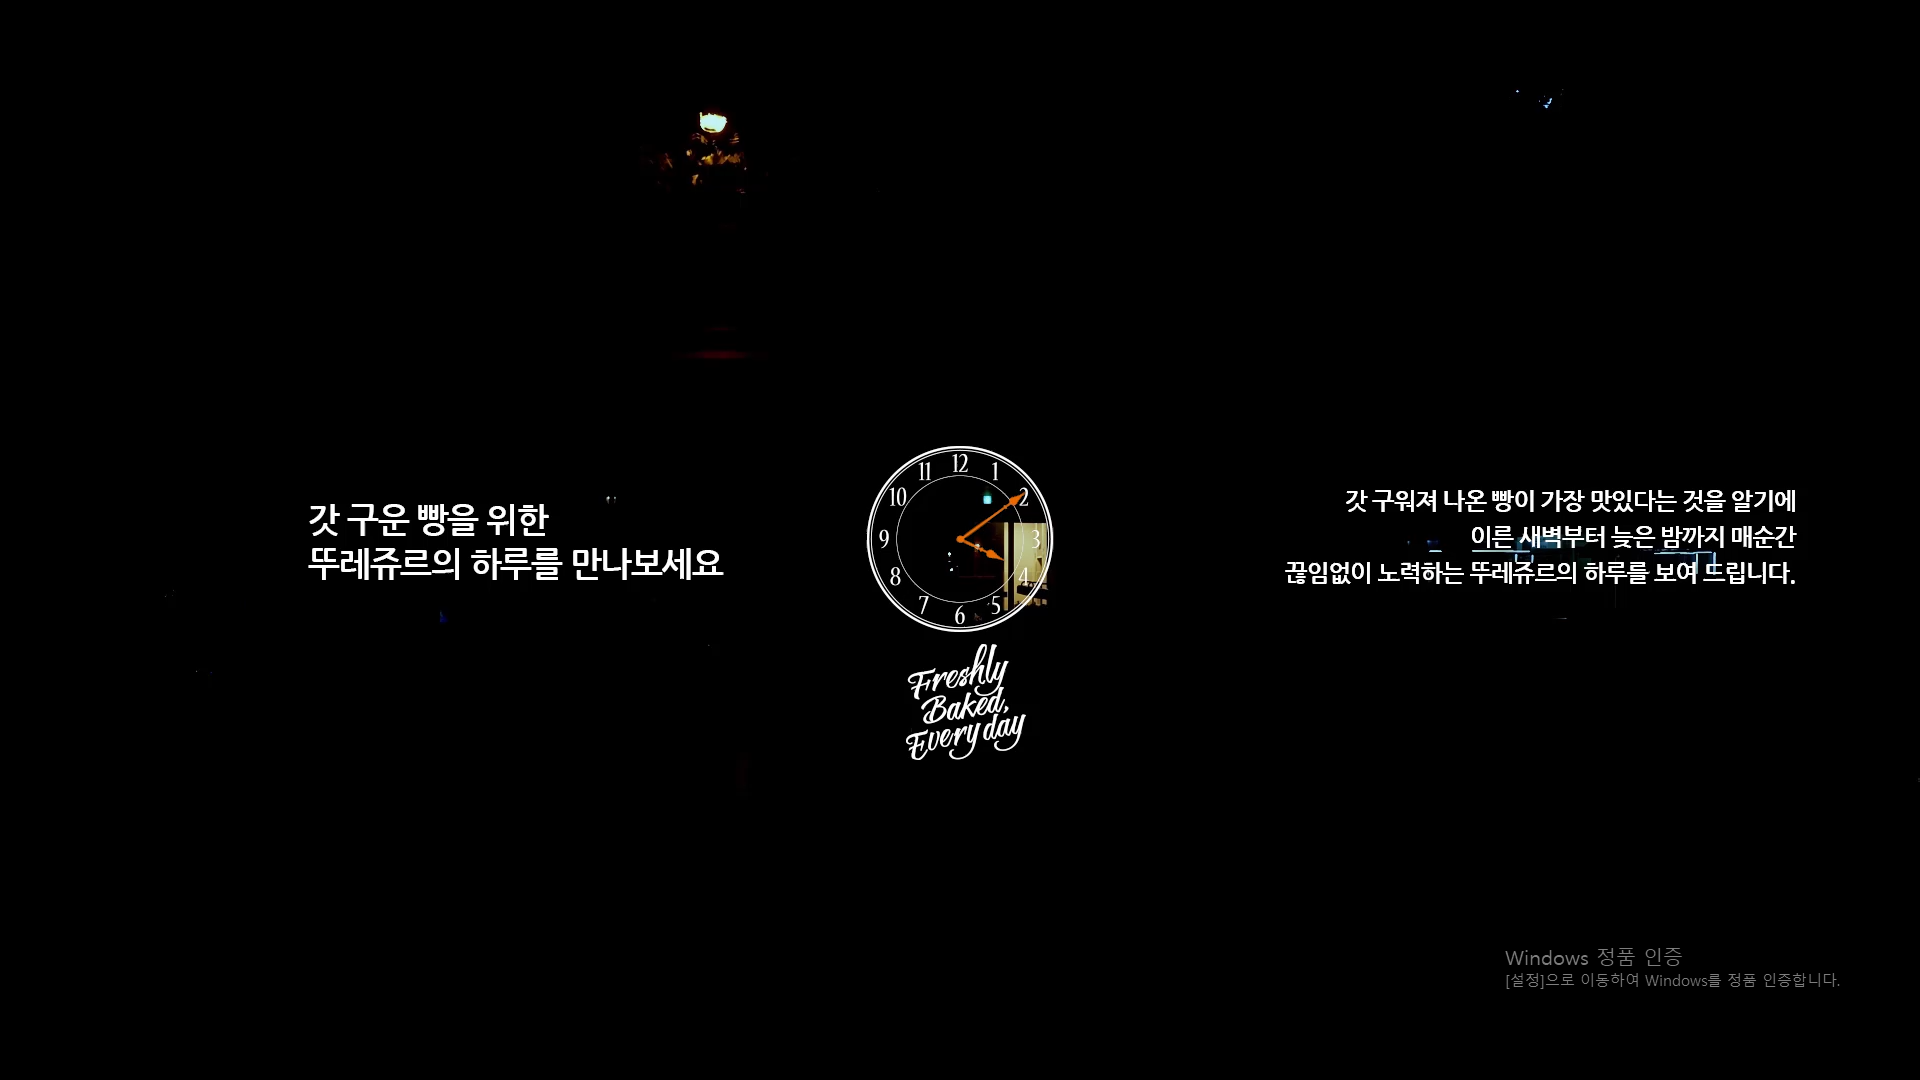 갓 구운 빵을 위한
뚜레쥬르의 하루를 만나보세요
12
11
1
10
2
9
3
8
4
7
5
6
Freshly
Baked,
Everyday
갓 구워져 나온 빵이 가장 맛있다는 것을 알기에
이른 새벽부터 늦은 밤까지 매순간
끊임없이 노력하는 뚜레쥬르의 하루를 보여 드립니다.
Windows 정품 인증
[설정]으로 이동하여 Windows를 정품 인증합니다.